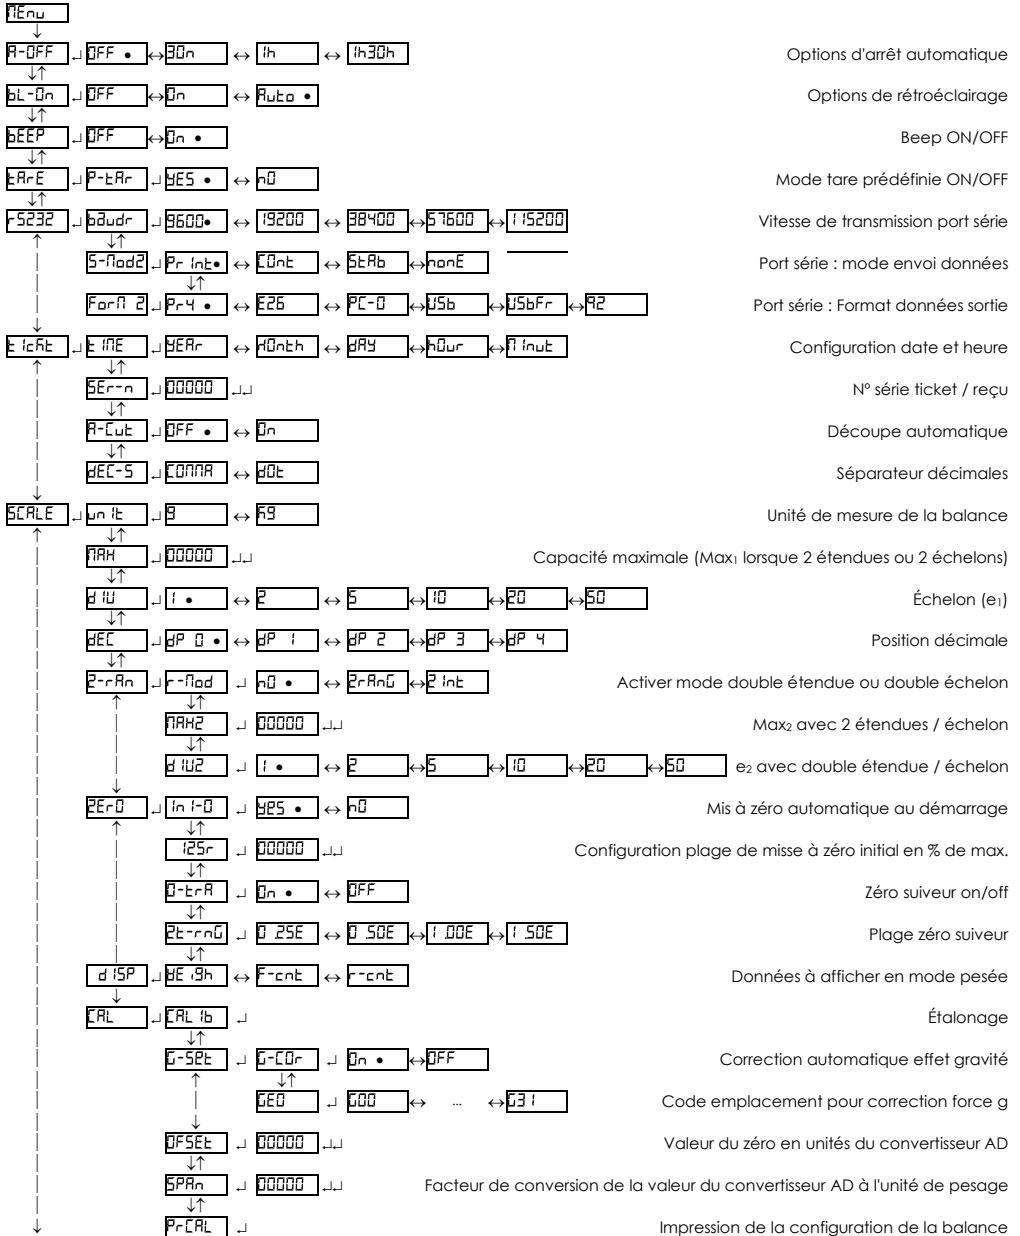 MEnu
A-OFF OFF • 30n 1h 1h30h Options d'arrêt automatique
bL-On OFF On Auto • Options de rétroéclairage
bEEP OFF On • Beep ON/OFF
tArE P-tAr YES • nO Mode tare prédéfinie ON/OFF
rS232 bAudr 9600• 19200 38400 57600 115200 Vitesse de transmission port série
S-Mod2 PrInt• COnt StAb nonE Port série : mode envoi données
ForM 2 Pr4 • E26 PC-O USb USbFr 92 Port série : Format données sortie
tIcKt tIME YEAr MOnth dAY hOur MInut Configuration date et heure
SEr-n 00000 Nº série ticket / reçu
A-Cut OFF • On Découpe automatique
dEC-S COMMA dOt Séparateur décimales
SCALE unIt g Kg Unité de mesure de la balance
MAX 00000 Capacité maximale (Max1 lorsque 2 étendues ou 2 échelons)
dIU 1 • 2 5 10 20 50 Échelon (e1)
dEC dP 0 • dP 1 dP 2 dP 3 dP 4 Position décimale
2-rAn r-Mod nO • 2rAnG 2Int Activer mode double étendue ou double échelon
MAX2 00000 Max2 avec 2 étendues / échelon
dIU2 1 • 2 5 10 20 50 e2 avec double étendue / échelon
ZErO InI-0 YES • nO Mis à zéro automatique au démarrage
IZSr 00000 Configuration plage de misse à zéro initial en % de max.
0-trA On • OFF Zéro suiveur on/off
Zt-rnG 0.25E 0.50E 1.00E 1.50E Plage zéro suiveur
dISP WEigh F-cnt r-cnt Données à afficher en mode pesée
CAL CALIb Étalonage
G-SEt G-COr On • OFF Correction automatique effet gravité
GEO G00 ... G31 Code emplacement pour correction force g
OFSEt 00000 Valeur du zéro en unités du convertisseur AD
SPAn 00000 Facteur de conversion de la valeur du convertisseur AD à l'unité de pesage
PrCAL Impression de la configuration de la balance